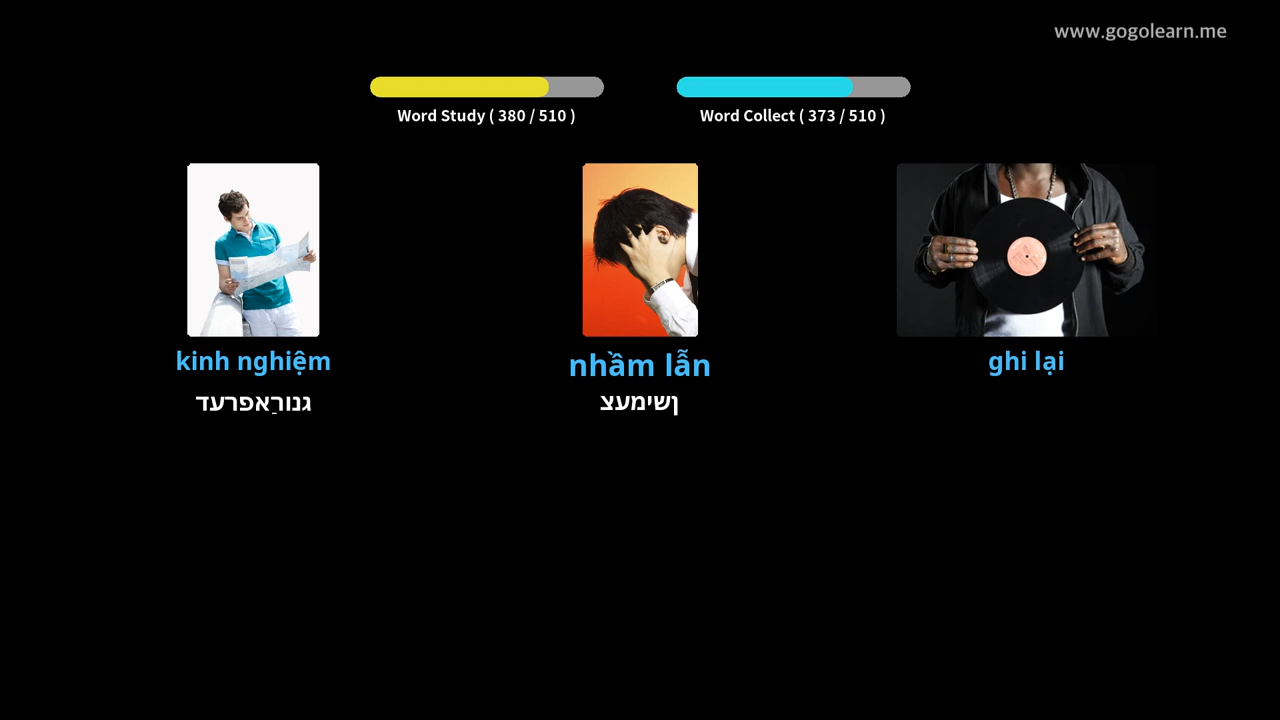 www.gogolearn.me
Word Study ( 380 / 510 )
Word Collect ( 373 / 510 )
kinh nghiệm
nhầm lẫn
ghi lại
גנורַאפרעד
ןשימעצ